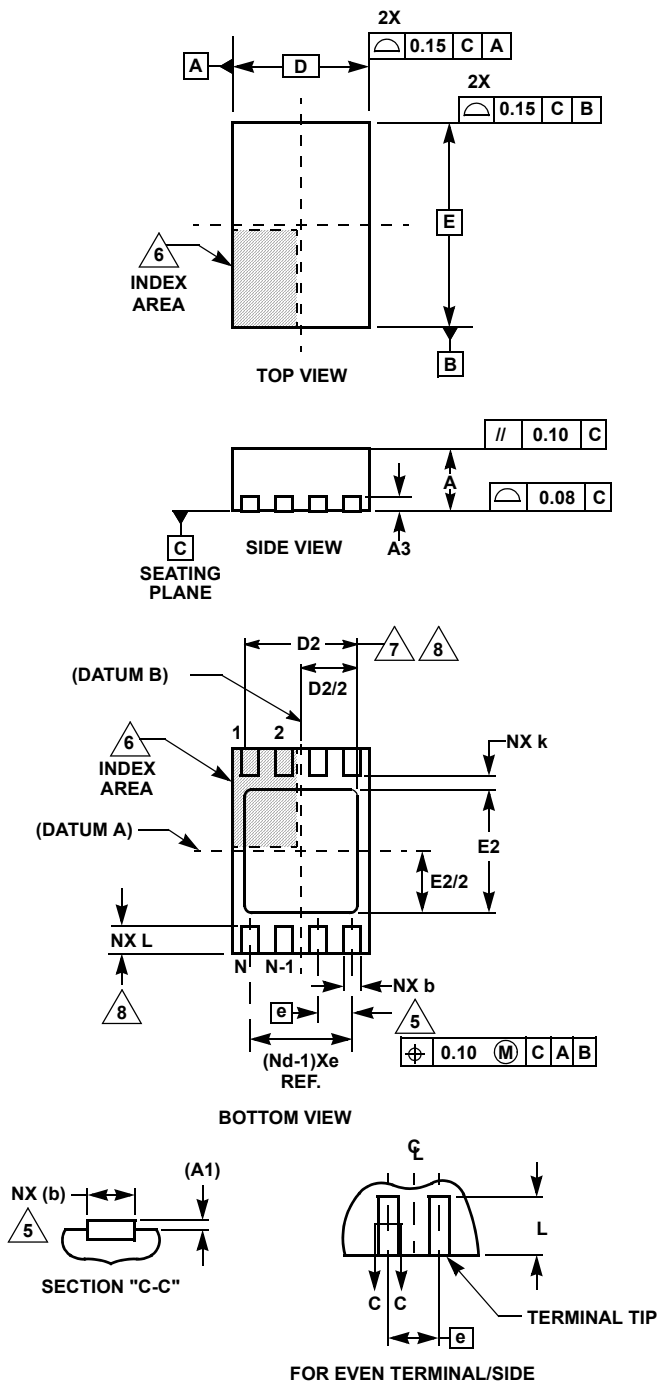 2X
⌓ 0.15 C A
A
D
2X
⌓ 0.15 C B
E
6
INDEX
AREA
B
TOP VIEW
// 0.10 C
A
⌓ 0.08 C
C
SIDE VIEW
A3
SEATING
PLANE
D2
7 8
(DATUM B)
D2/2
1 2
6
INDEX
AREA
NX k
(DATUM A)
E2
E2/2
NX L
N N-1
NX b
8
e
5
(Nd-1)Xe
REF.
⌖ 0.10 Ⓜ C A B
BOTTOM VIEW
(A1)
NX (b)
5
SECTION "C-C"
℄
L
C C
TERMINAL TIP
e
FOR EVEN TERMINAL/SIDE